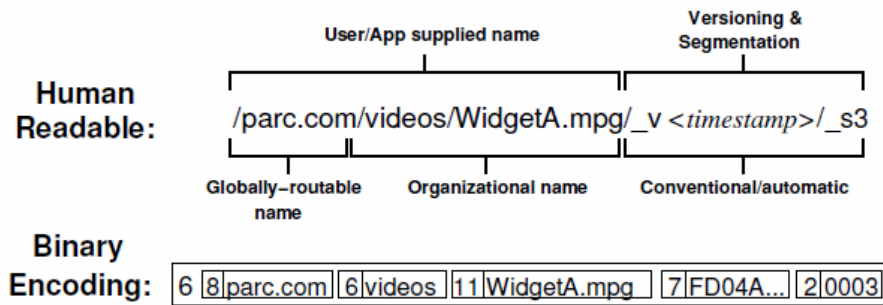 User/App supplied name
Versioning &
Segmentation
Human
Readable:
/parc.com/videos/WidgetA.mpg/_v <timestamp>/_s3
Globally–routable
name
Organizational name
Conventional/automatic
Binary
Encoding:
6 8 parc.com 6 videos 11 WidgetA.mpg 7 FD04A... 2 0003